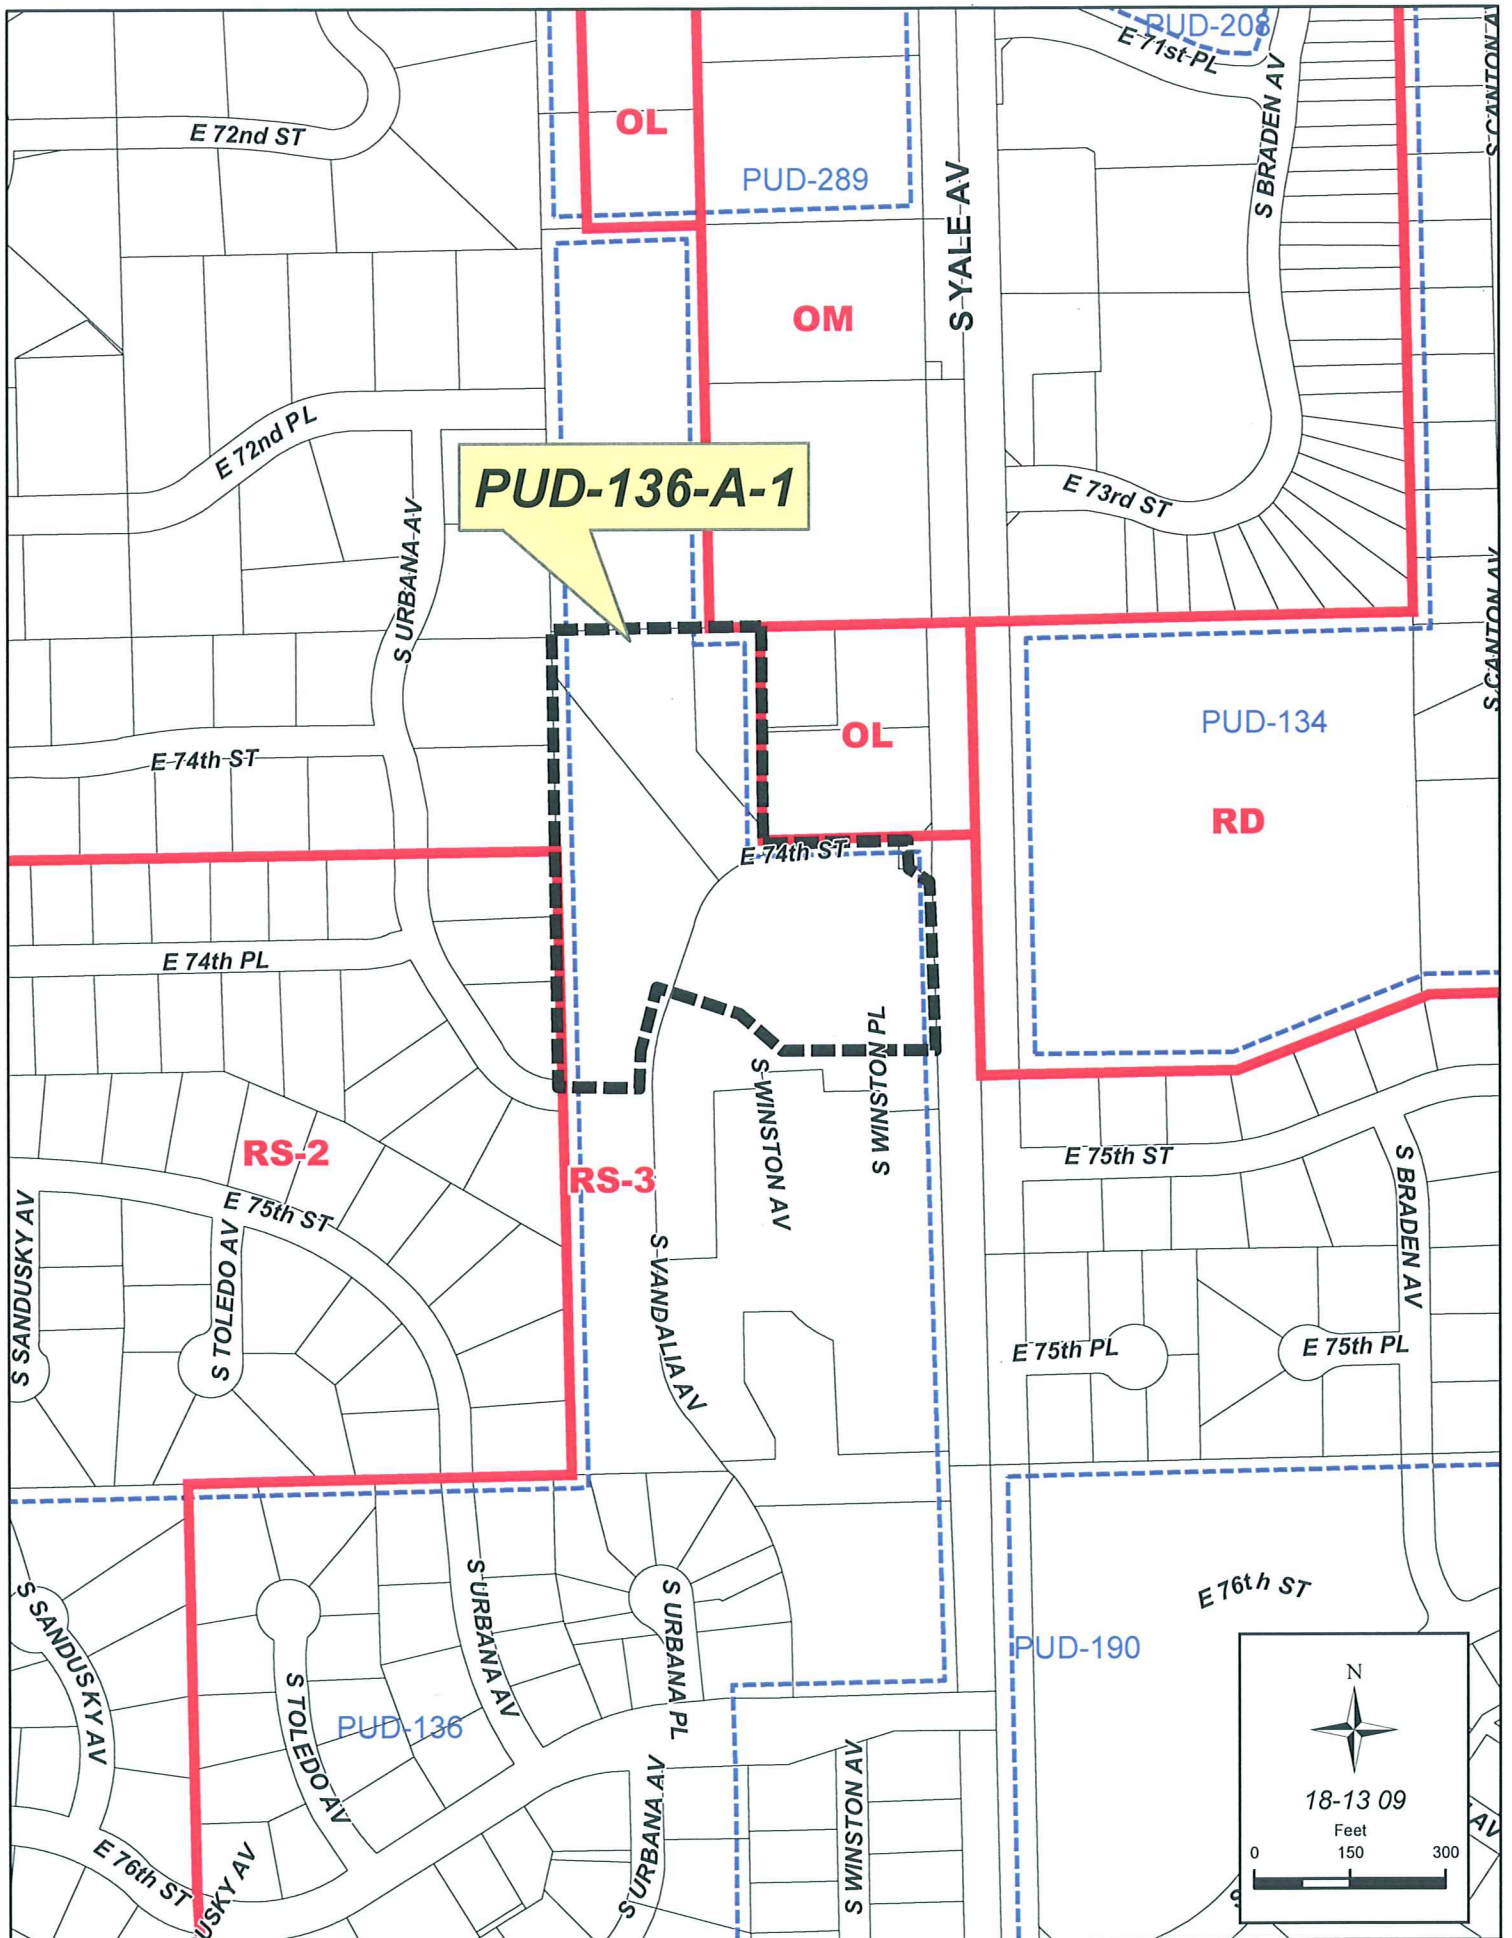 PUD-208
E 71st PL
S CANTON AV
E 72nd ST
OL
PUD-289
S YALE AV
S BRADEN AV
OM
E 72nd PL
PUD-136-A-1
E 73rd ST
S URBANA AV
S CANTON AV
E 74th ST
OL
PUD-134
RD
E 74th ST
E 74th PL
S WINSTON PL
S WINSTON AV
RS-2
RS-3
E 75th ST
S BRADEN AV
E 75th ST
S SANDUSKY AV
S TOLEDO AV
S VANDALIA AV
E 75th PL
E 75th PL
S SANDUSKY AV
S URBANA AV
S URBANA PL
E 76th ST
PUD-190
S TOLEDO AV
PUD-136
S URBANA AV
S WINSTON AV
E 76th ST
USKY AV
AV
N
18-13 09
Feet
0 150 300